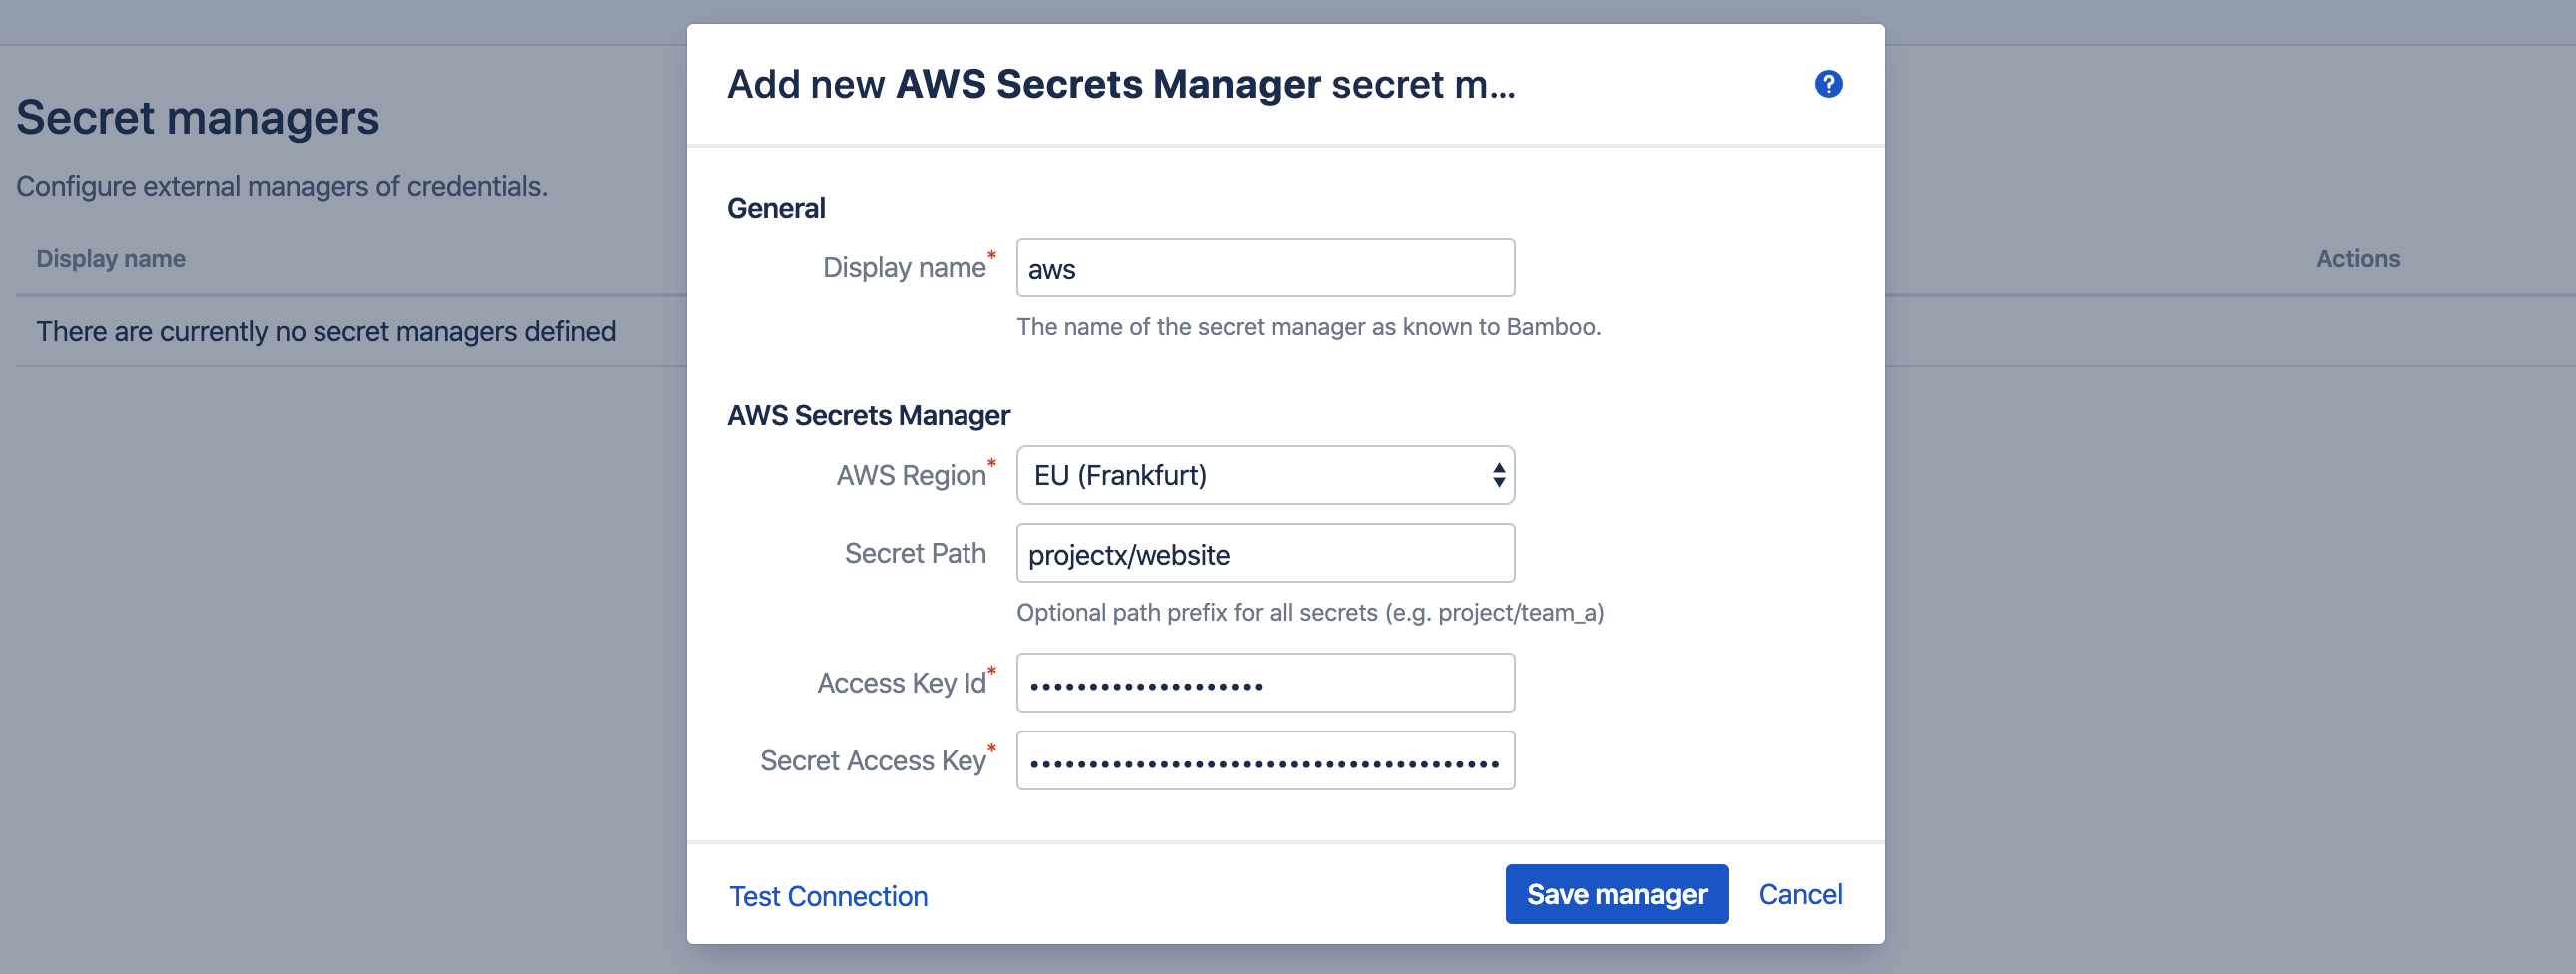 Secret managers
Configure external managers of credentials.
Display name
Actions
There are currently no secret managers defined
Add new AWS Secrets Manager secret m...
?
General
Display name*
aws
The name of the secret manager as known to Bamboo.
AWS Secrets Manager
AWS Region*
EU (Frankfurt)
Secret Path
projectx/website
Optional path prefix for all secrets (e.g. project/team_a)
Access Key Id*
••••••••••••••••••••
Secret Access Key*
••••••••••••••••••••••••••••••••••••••••
Test Connection
Save manager
Cancel